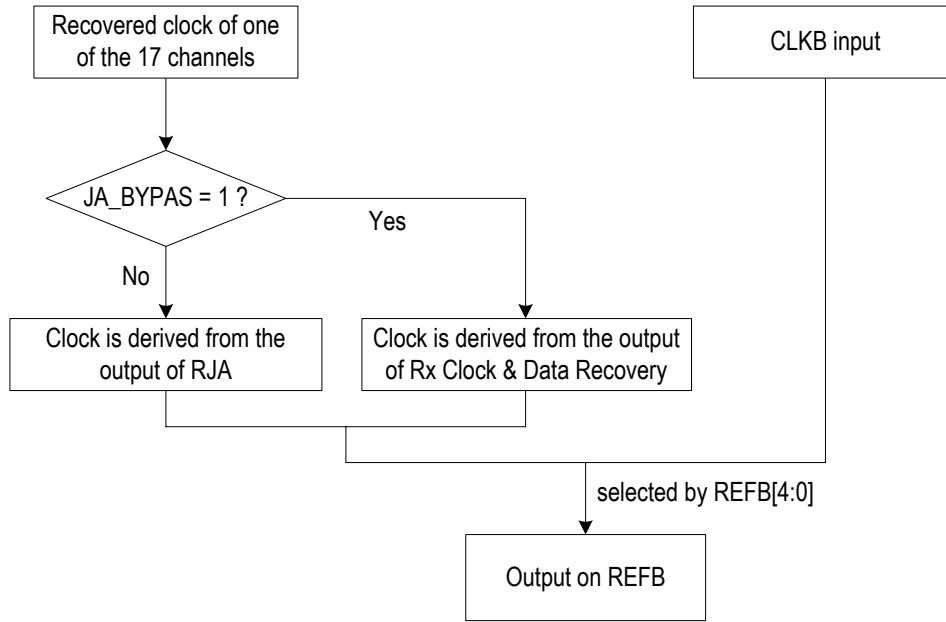 Recovered clock of one
of the 17 channels
CLKB input
JA_BYPAS = 1 ?
Yes
No
Clock is derived from the
output of RJA
Clock is derived from the output
of Rx Clock & Data Recovery
selected by REFB[4:0]
Output on REFB